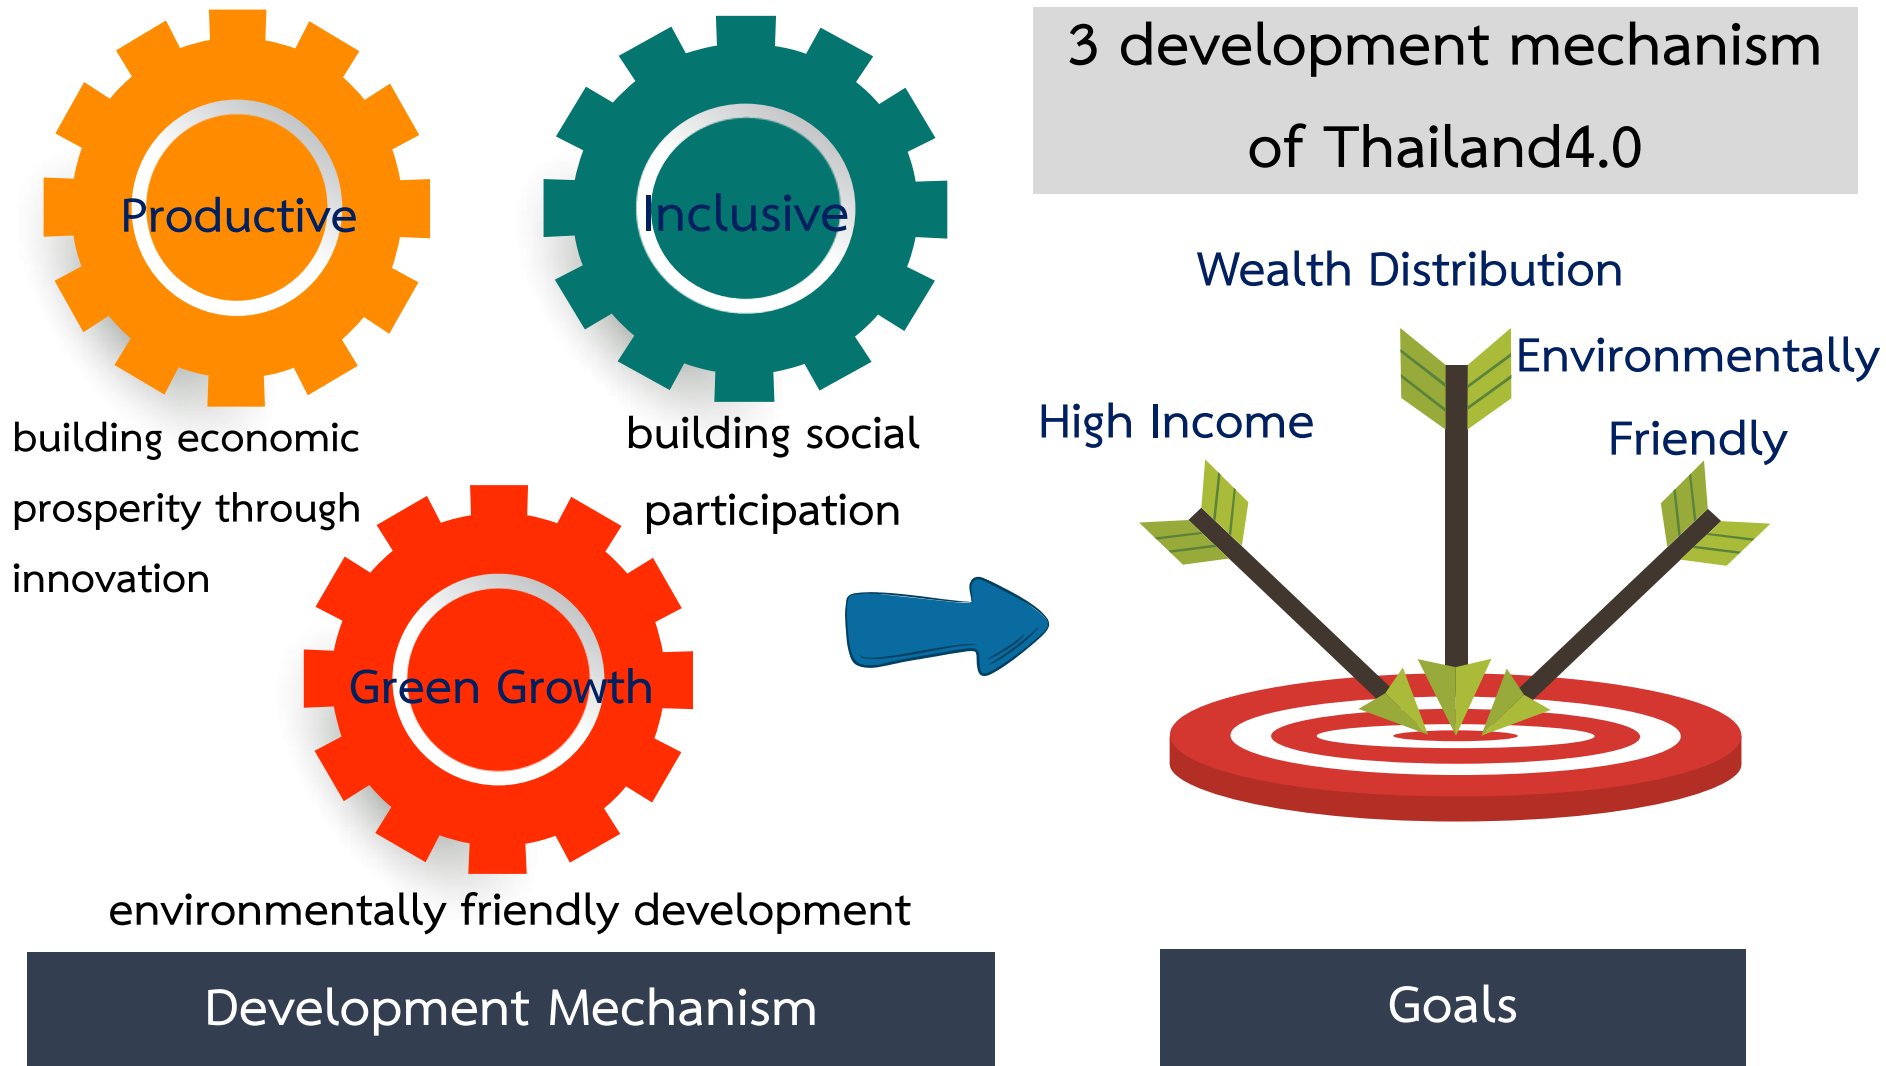 3 development mechanism
of Thailand4.0
Productive
building economic
prosperity through
innovation
Inclusive
building social
participation
Green Growth
environmentally friendly development
Development Mechanism
Wealth Distribution
High Income
Environmentally
Friendly
Goals